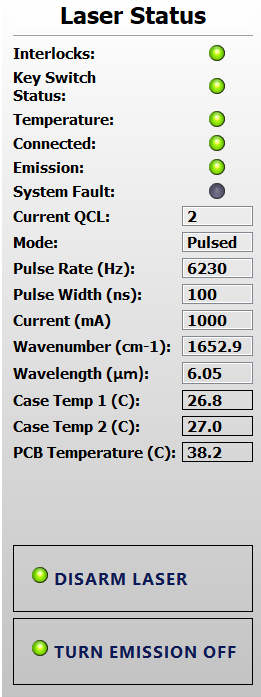 Laser Status
Interlocks:
Key Switch
Status:
Temperature:
Connected:
Emission:
System Fault:
Current QCL: 2
Mode: Pulsed
Pulse Rate (Hz): 6230
Pulse Width (ns): 100
Current (mA) 1000
Wavenumber (cm-1): 1652.9
Wavelength (µm): 6.05
Case Temp 1 (C): 26.8
Case Temp 2 (C): 27.0
PCB Temperature (C): 38.2
DISARM LASER
TURN EMISSION OFF